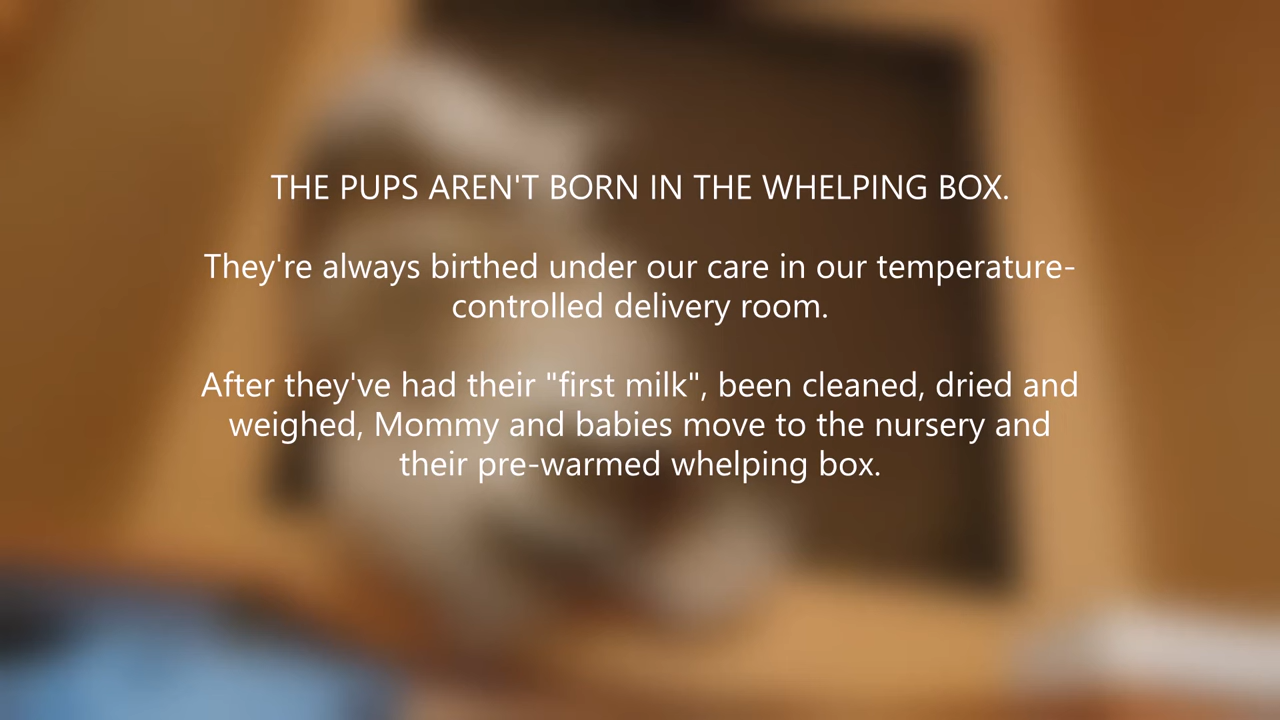 THE PUPS AREN'T BORN IN THE WHELPING BOX.
They're always birthed under our care in our temperature-
controlled delivery room.
After they've had their "first milk", been cleaned, dried and
weighed, Mommy and babies move to the nursery and
their pre-warmed whelping box.